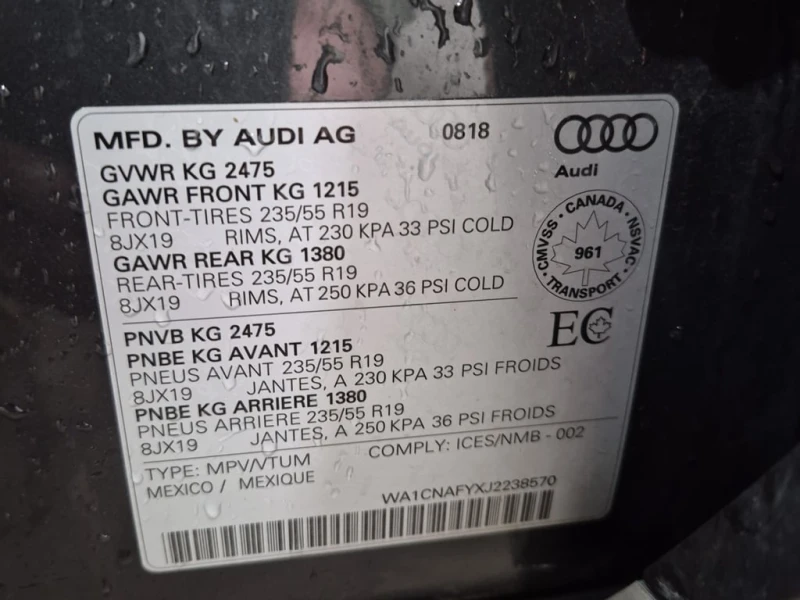 MFD. BY AUDI AG 0818
Audi
GVWR KG 2475
GAWR FRONT KG 1215
FRONT-TIRES 235/55 R19
8JX19 RIMS, AT 230 KPA 33 PSI COLD
GAWR REAR KG 1380
REAR-TIRES 235/55 R19
8JX19 RIMS, AT 250 KPA 36 PSI COLD
CMVSS · CANADA · NSVAC · TRANSPORT ·
961
EC
PNVB KG 2475
PNBE KG AVANT 1215
PNEUS AVANT 235/55 R19
8JX19 JANTES, A 230 KPA 33 PSI FROIDS
PNBE KG ARRIERE 1380
PNEUS ARRIERE 235/55 R19
8JX19 JANTES, A 250 KPA 36 PSI FROIDS
TYPE: MPV/VTUM COMPLY: ICES/NMB - 002
MEXICO / MEXIQUE
WA1CNAFYXJ2238570